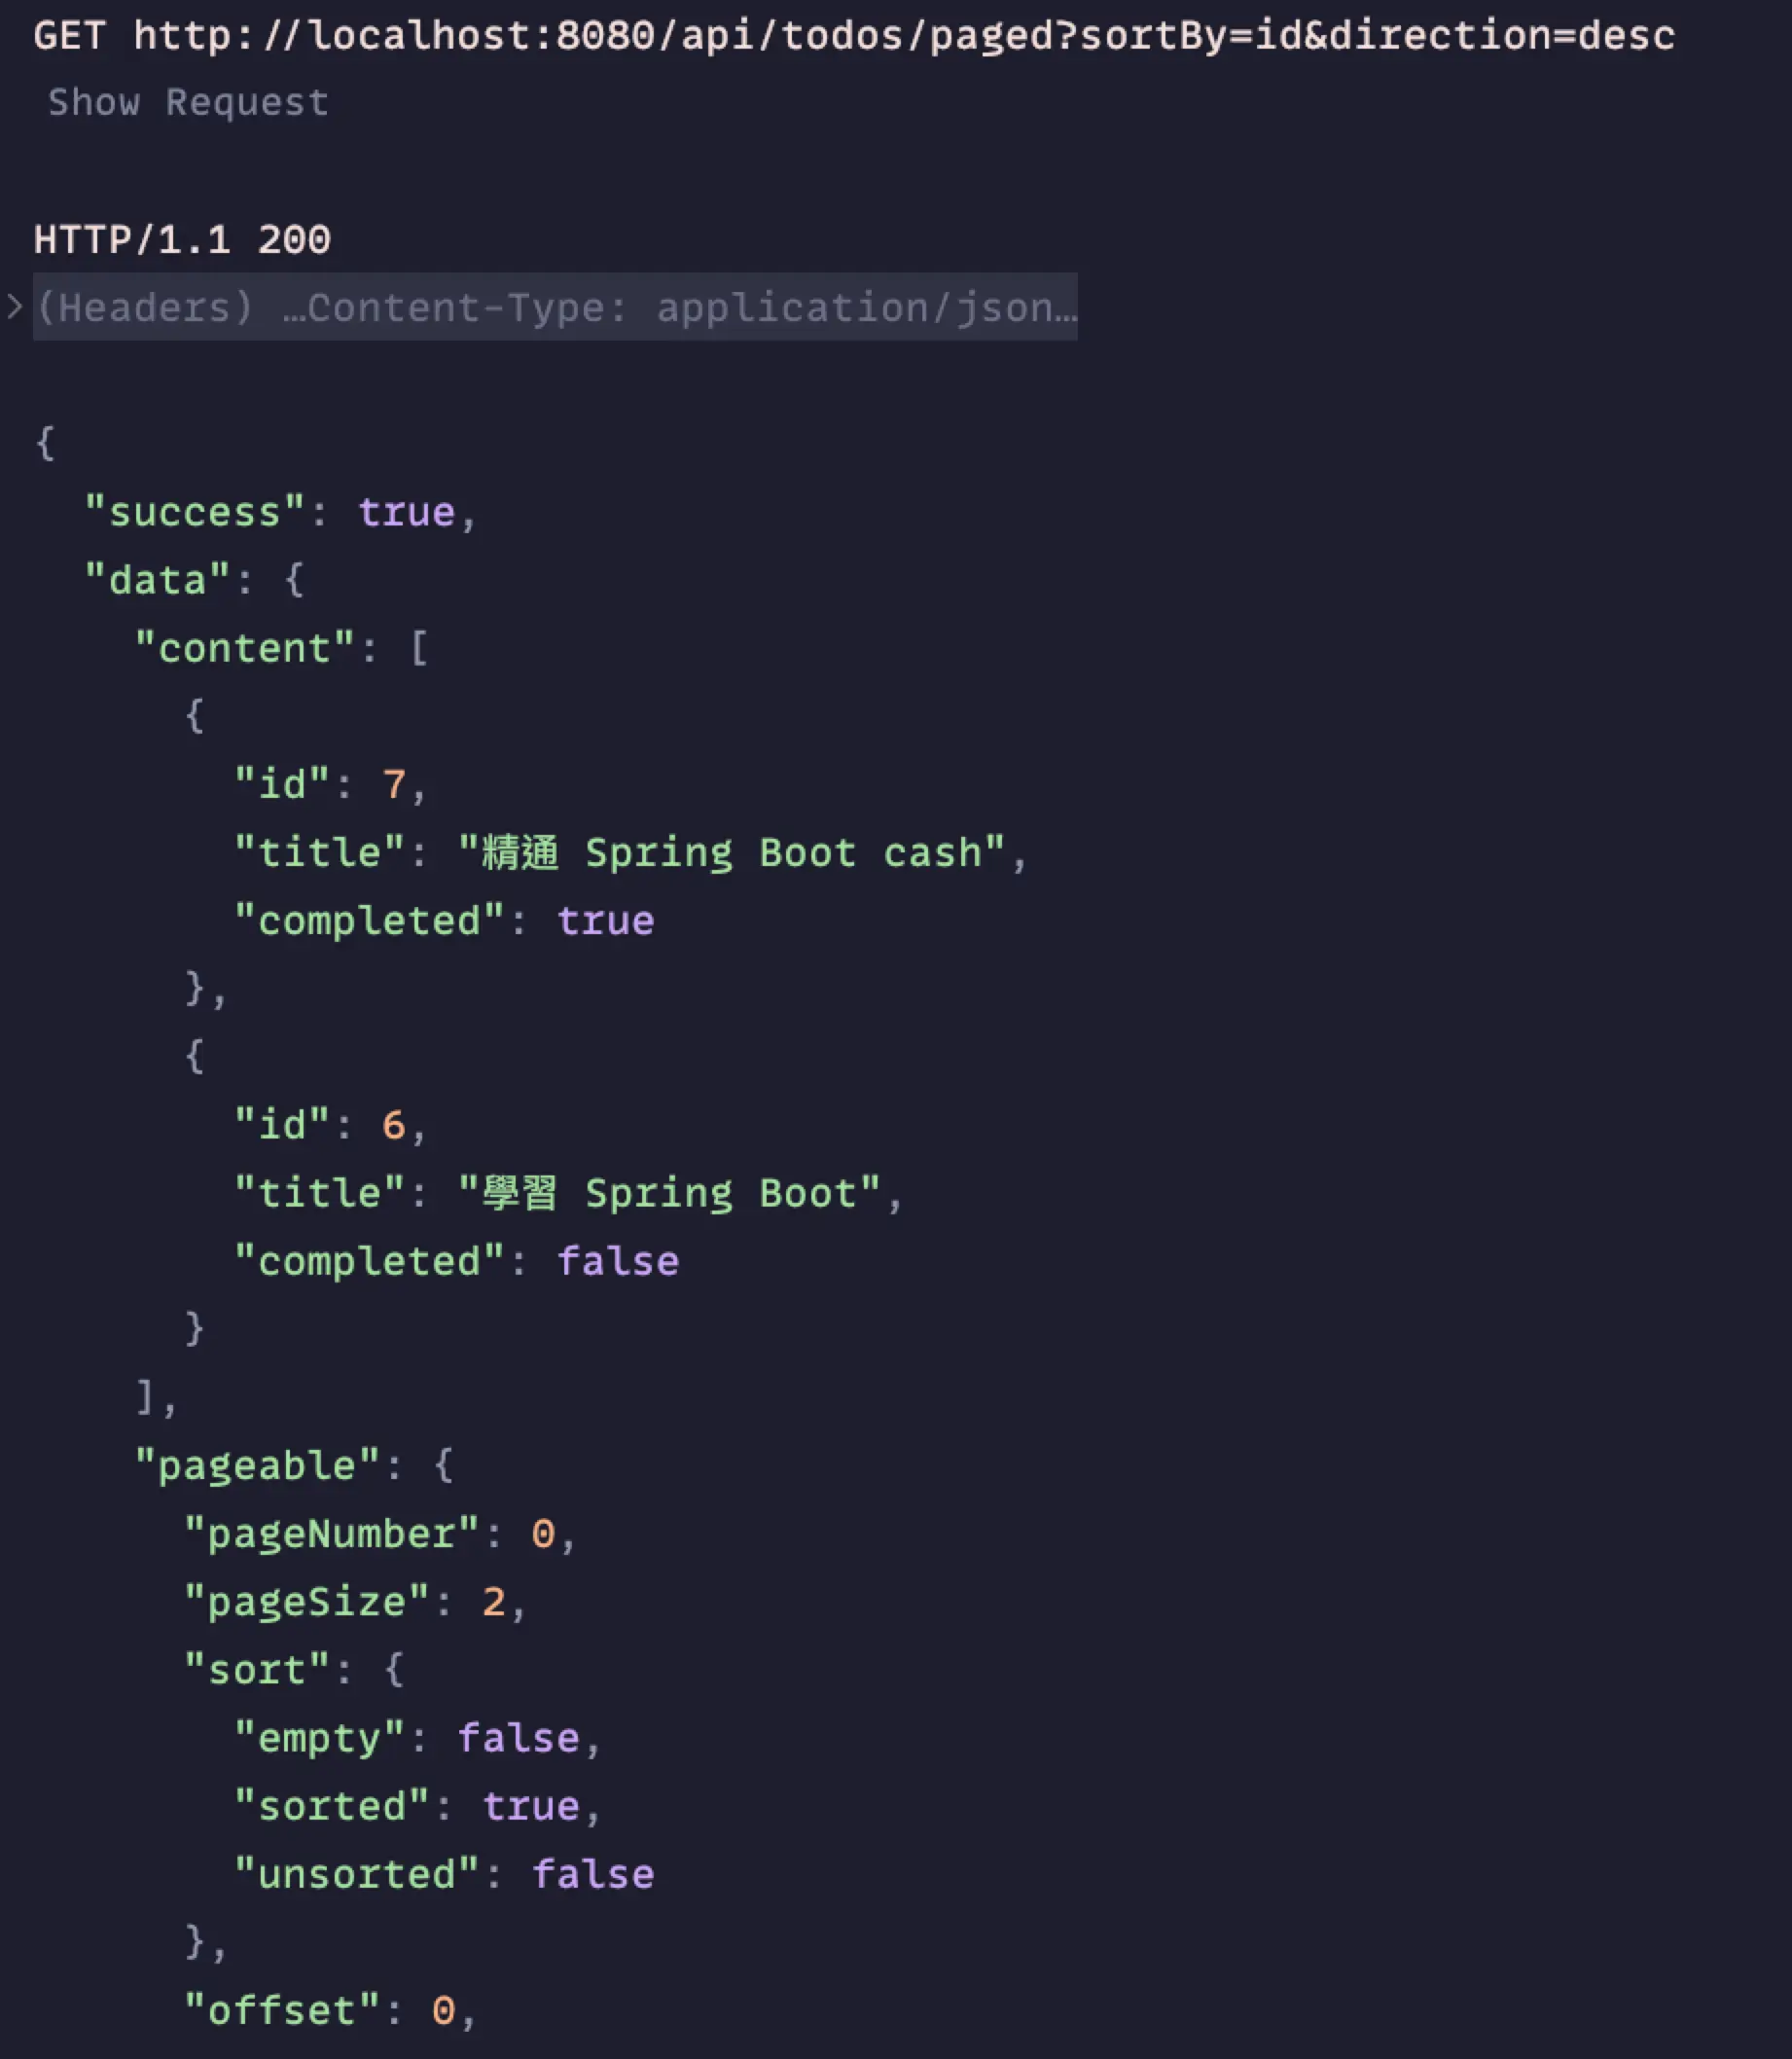 GET http://localhost:8080/api/todos/paged?sortBy=id&direction=desc
Show Request
HTTP/1.1 200
(Headers) …Content-Type: application/json…
{
  "success": true,
  "data": {
    "content": [
      {
        "id": 7,
        "title": "精通 Spring Boot cash",
        "completed": true
      },
      {
        "id": 6,
        "title": "學習 Spring Boot",
        "completed": false
      }
    ],
    "pageable": {
      "pageNumber": 0,
      "pageSize": 2,
      "sort": {
        "empty": false,
        "sorted": true,
        "unsorted": false
      },
      "offset": 0,